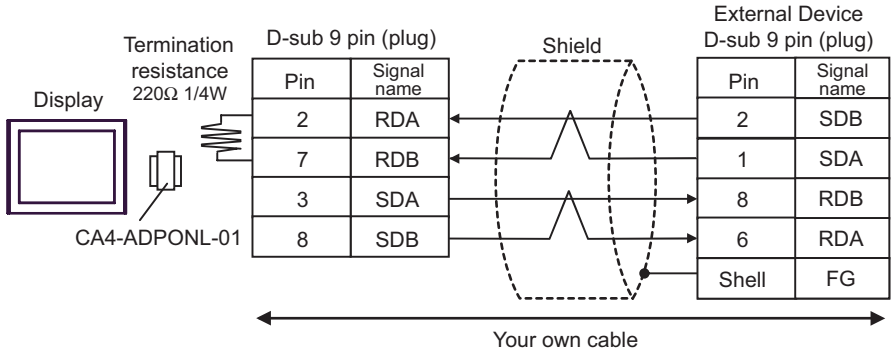 External Device
D-sub 9 pin (plug)
D-sub 9 pin (plug)
Shield
Termination
resistance
220Ω 1/4W
Display
CA4-ADPONL-01
Pin Signal name
2 RDA
7 RDB
3 SDA
8 SDB
Pin Signal name
2 SDB
1 SDA
8 RDB
6 RDA
Shell FG
Your own cable